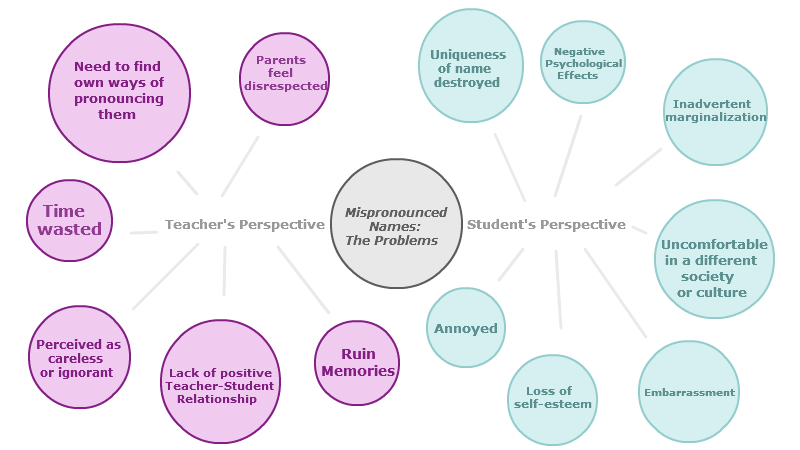 Need to find
own ways of
pronouncing
them
Parents
feel
disrespected
Uniqueness
of name
destroyed
Negative
Psychological
Effects
Inadvertent
marginalization
Time
wasted
Teacher's Perspective
Mispronounced
Names:
The Problems
Student's Perspective
Uncomfortable
in a different
society
or culture
Perceived as
careless
or ignorant
Lack of positive
Teacher-Student
Relationship
Ruin
Memories
Annoyed
Loss of
self-esteem
Embarrassment